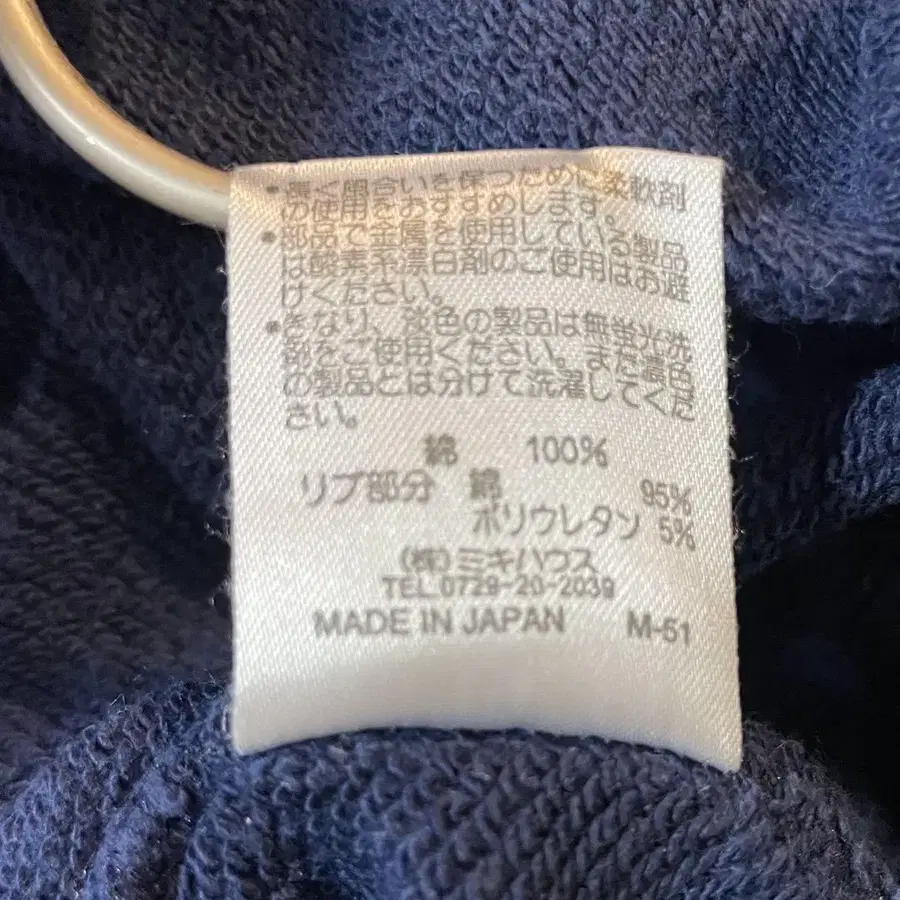 ・優く風合いを保つために柔軟剤
の使用をおすすめします。
・部品で金属を使用している製品
は酸素系漂白剤のご使用はお避
けください。
・きなり、淡色の製品は無蛍光洗
剤をご使用ください。また濃色
の製品とは分けて洗濯してくだ
さい。
綿 100%
リブ部分 綿 95%
ポリウレタン 5%
(株)ミキハウス
TEL.0729-20-2039
MADE IN JAPAN M-51